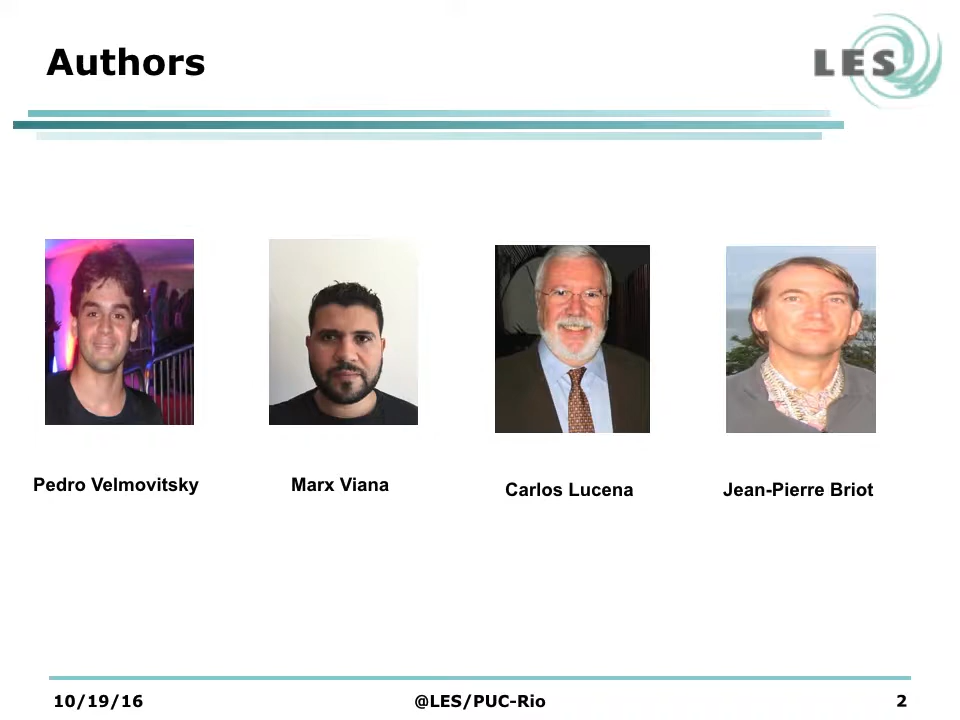 Authors
LES
Pedro Velmovitsky
Marx Viana
Carlos Lucena
Jean-Pierre Briot
10/19/16
@LES/PUC-Rio
2